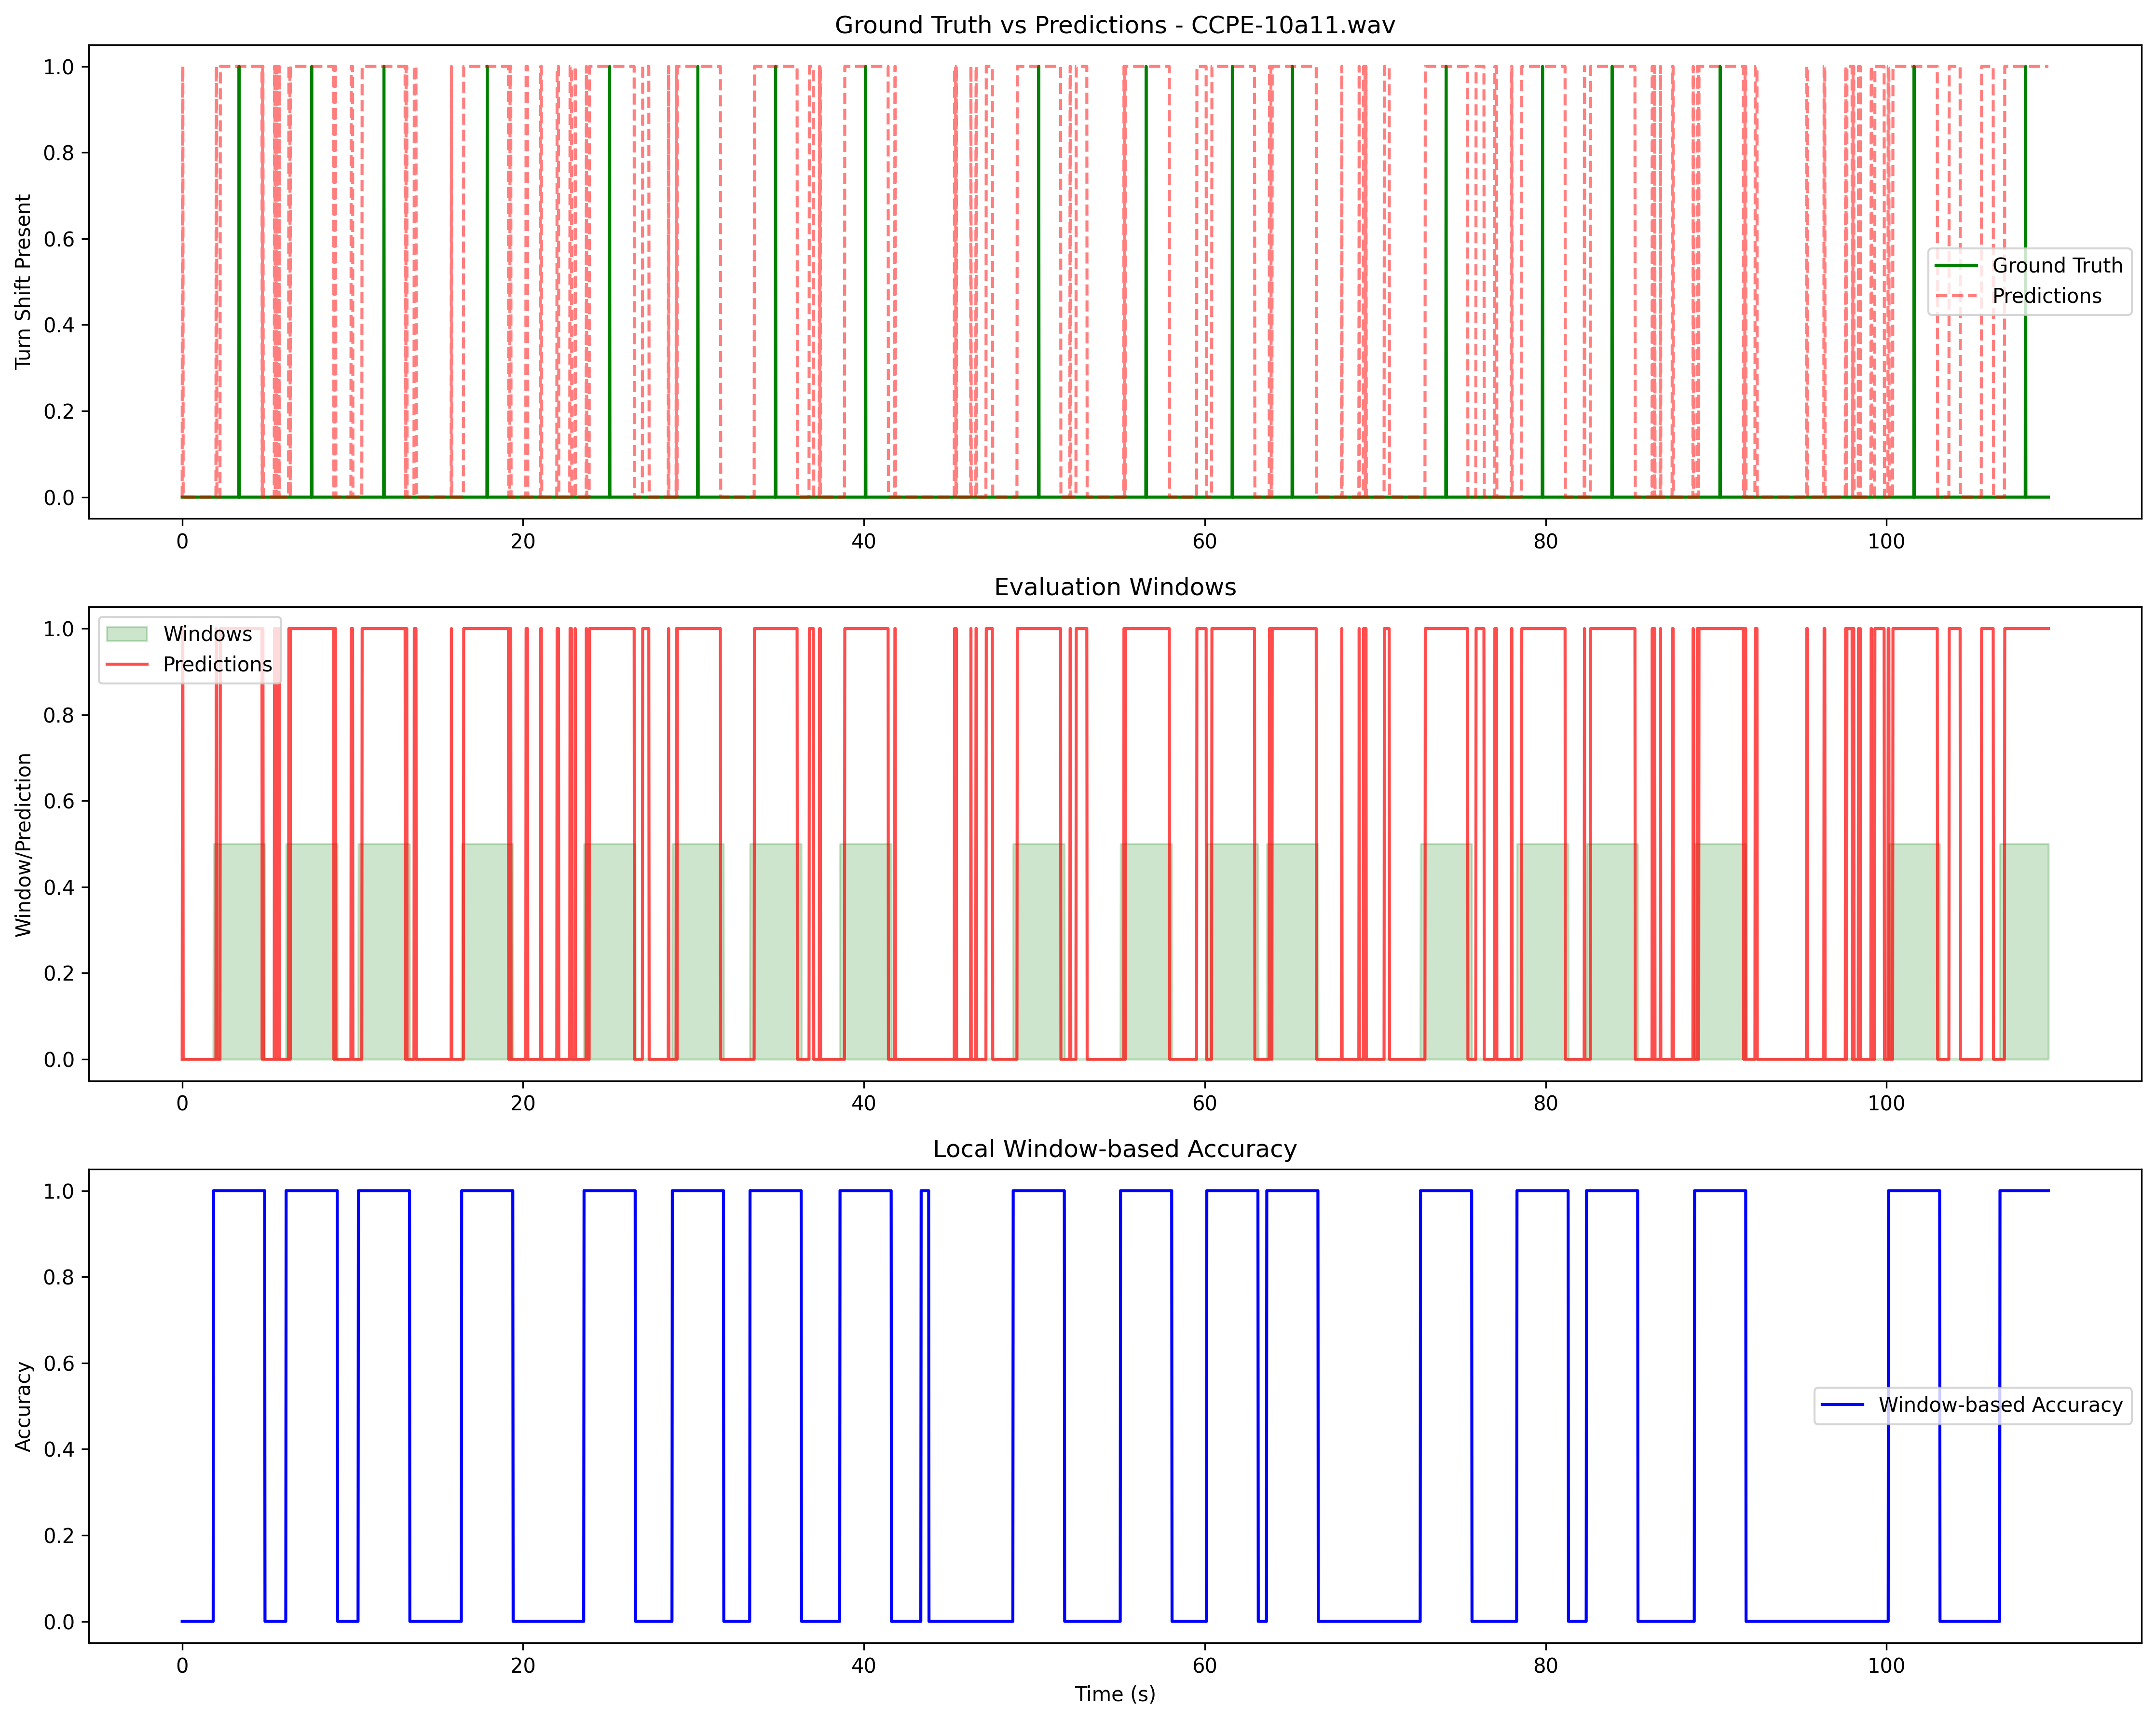 Ground Truth vs Predictions - CCPE-10a11.wav
1.0
0.8
0.6
0.4
0.2
0.0
Turn Shift Present
Ground Truth
Predictions
0 20 40 60 80 100
Evaluation Windows
1.0
0.8
0.6
0.4
0.2
0.0
Window/Prediction
Windows
Predictions
0 20 40 60 80 100
Local Window-based Accuracy
1.0
0.8
0.6
0.4
0.2
0.0
Accuracy
Window-based Accuracy
0 20 40 60 80 100
Time (s)